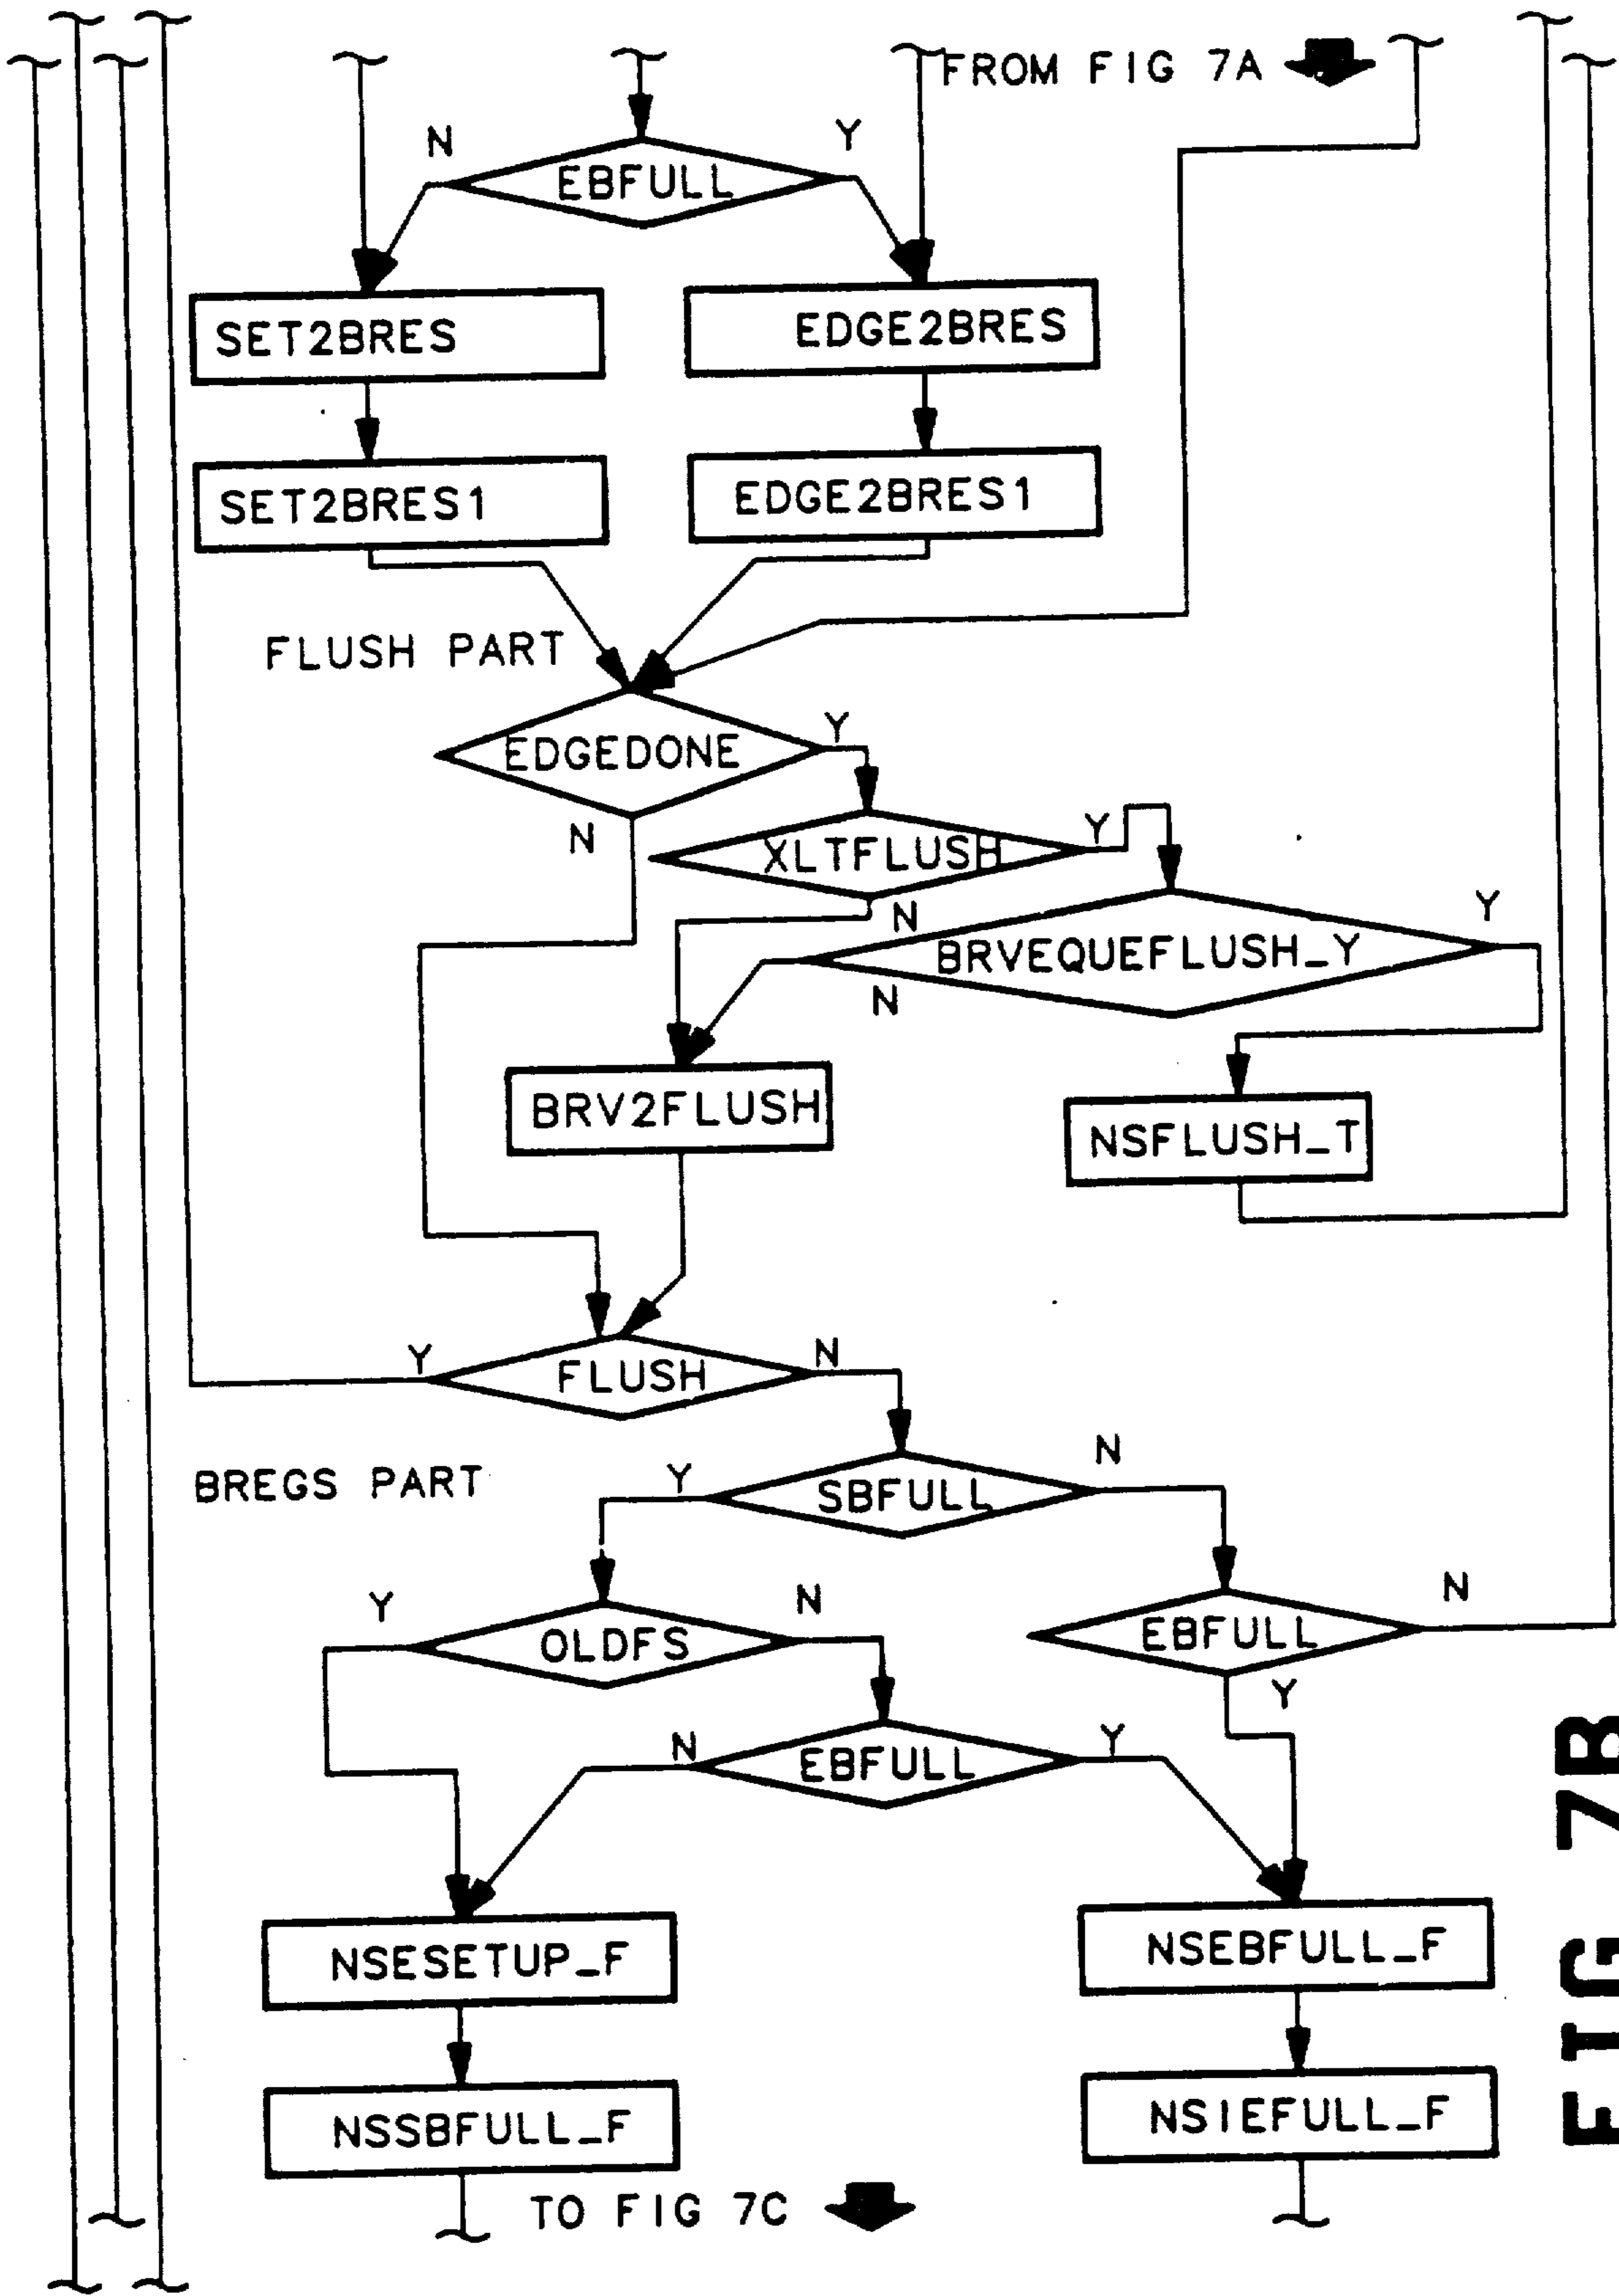 FROM FIG 7A
N
Y
EBFULL
SET2BRES
EDGE2BRES
SET2BRES1
EDGE2BRES1
FLUSH PART
EDGEDONE
Y
N
XLTFLUSH
Y
N
BRVEQUEFLUSH_Y
Y
N
BRV2FLUSH
NSFLUSH_T
Y
FLUSH
N
BREGS PART
Y
SBFULL
N
Y
OLDFS
N
EBFULL
N
Y
N
EBFULL
Y
NSESETUP_F
NSEBFULL_F
NSSBFULL_F
NSIEFULL_F
TO FIG 7C
FIG 7B